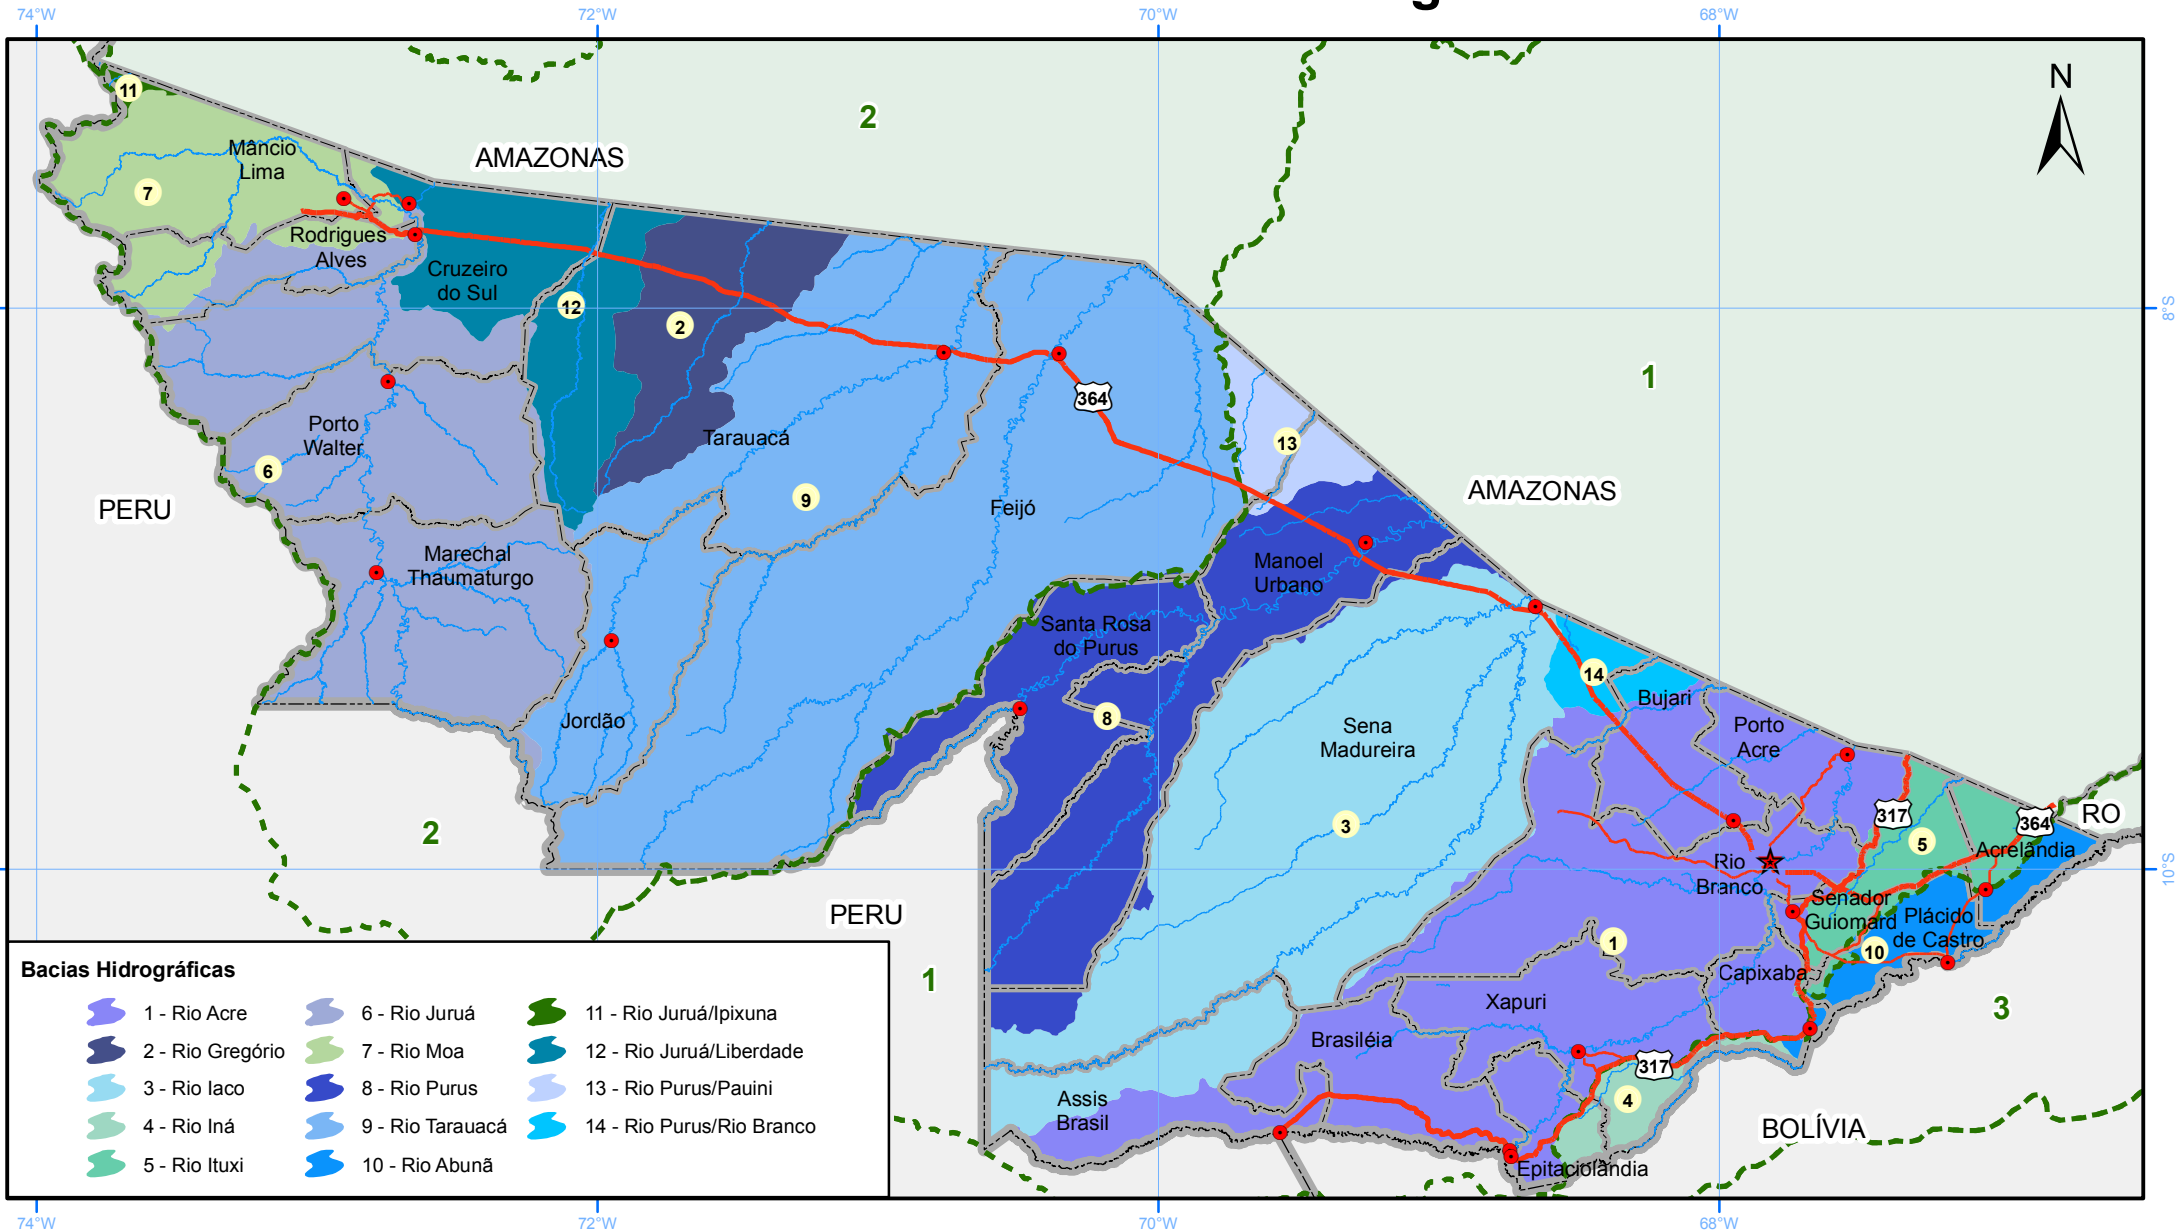 g
74°W
72°W
70°W
68°W
N
11
2
Mâncio
Lima
AMAZONAS
7
Rodrigues
Alves
Cruzeiro
do Sul
12
2
8°S
1
364
Porto
Walter
Tarauacá
13
6
9
AMAZONAS
PERU
Feijó
Marechal
Thaumaturgo
Manoel
Urbano
Santa Rosa
do Purus
14
Bujari
8
Jordão
Sena
Madureira
Porto
Acre
2
3
317
364
RO
5
Acrelândia
10°S
Rio
Branco
Senador
Guiomard
Plácido
de Castro
PERU
1
10
1
Capixaba
Xapuri
3
Brasiléia
317
4
Assis
Brasil
BOLÍVIA
Epitaciolândia
Bacias Hidrográficas
1 - Rio Acre
2 - Rio Gregório
3 - Rio Iaco
4 - Rio Iná
5 - Rio Ituxi
6 - Rio Juruá
7 - Rio Moa
8 - Rio Purus
9 - Rio Tarauacá
10 - Rio Abunã
11 - Rio Juruá/Ipixuna
12 - Rio Juruá/Liberdade
13 - Rio Purus/Pauini
14 - Rio Purus/Rio Branco
74°W
72°W
70°W
68°W